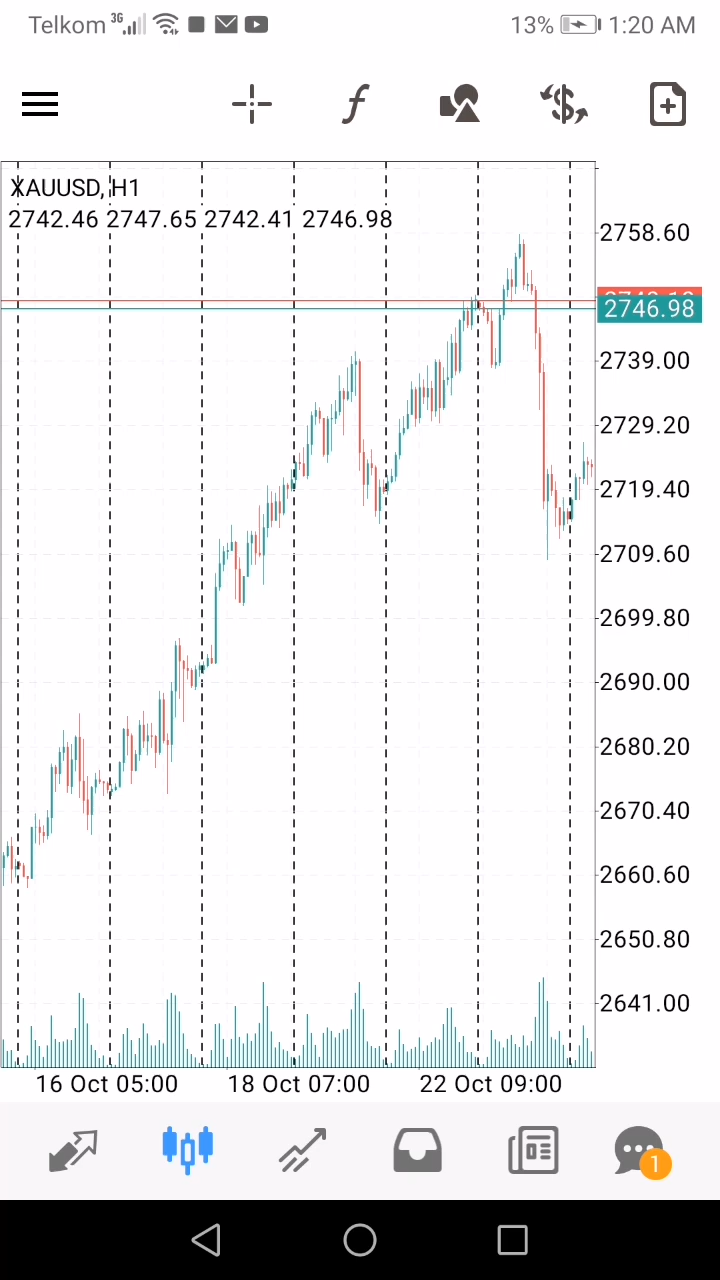 Telkom 3G 13% 1:20 AM
f $
XAUUSD, H1
2742.46 2747.65 2742.41 2746.98
2758.60
2746.98
2739.00
2729.20
2719.40
2709.60
2699.80
2690.00
2680.20
2670.40
2660.60
2650.80
2641.00
16 Oct 05:00 18 Oct 07:00 22 Oct 09:00
1